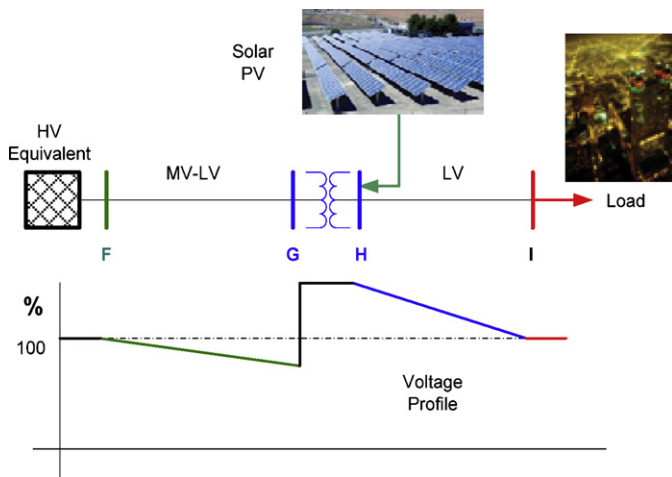 Solar
PV
HV
Equivalent
MV-LV
LV
Load
F
G
H
I
%
100
Voltage
Profile